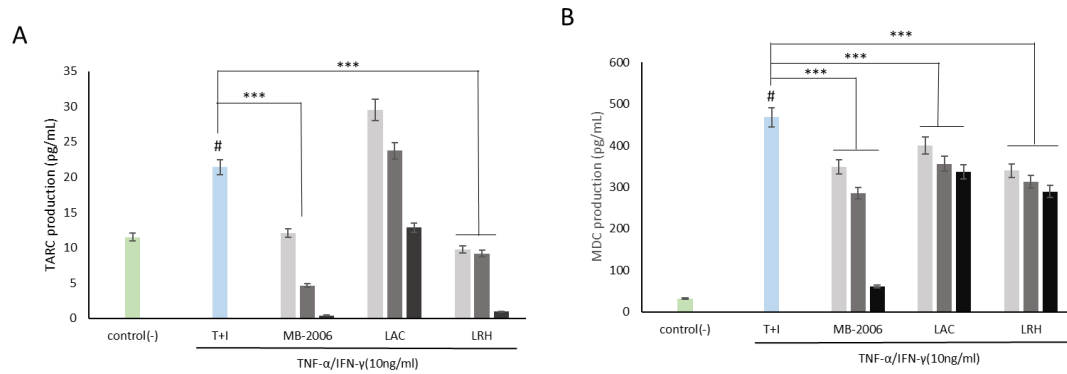 A
TARC production (pg/mL)
35
30
25
20
15
10
5
0
***
***
#
control(-)
T+I
MB-2006
LAC
LRH
TNF-α/IFN-γ(10ng/ml)
B
MDC production (pg/mL)
600
500
400
300
200
100
0
***
***
***
#
control(-)
T+I
MB-2006
LAC
LRH
TNF-α/IFN-γ(10ng/ml)